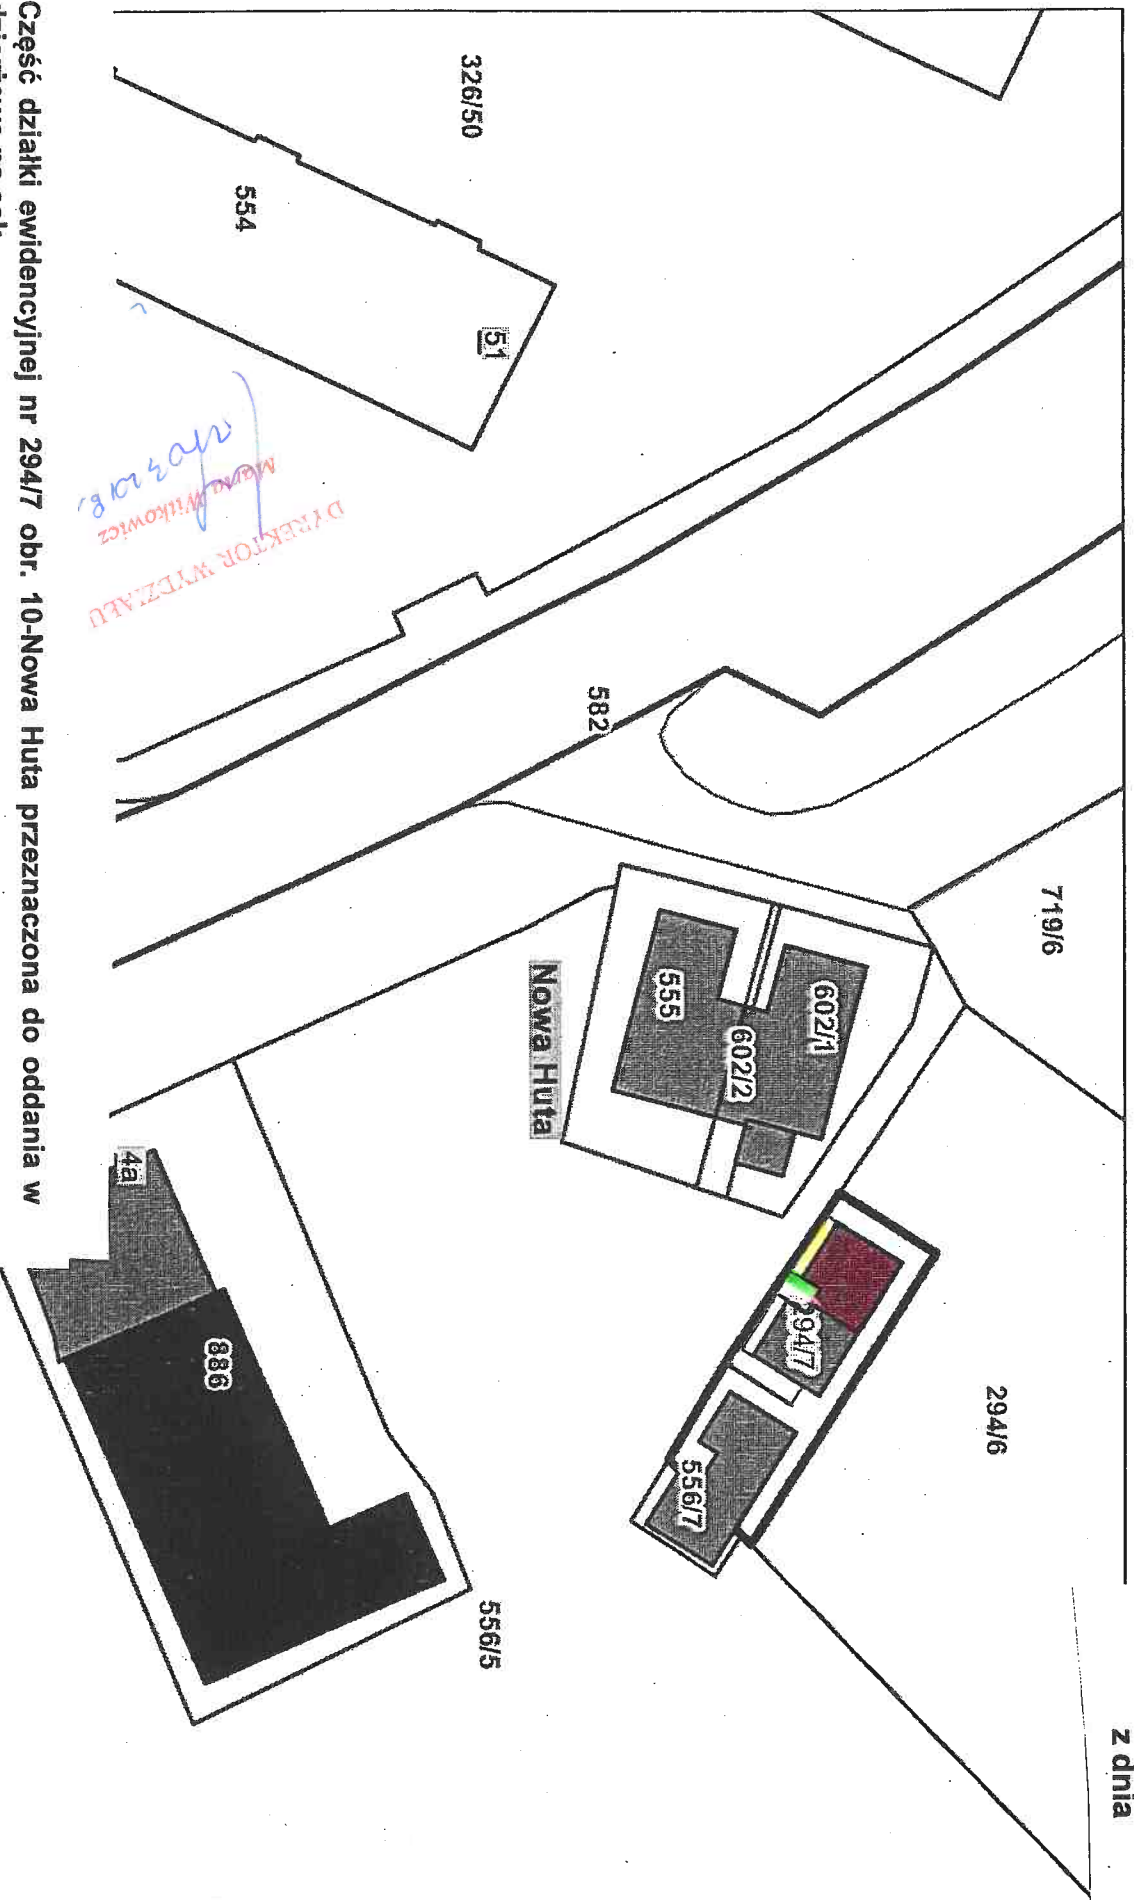 z dnia
719/6
294/6
602/1
294/7
602/2
555
556/7
582
Nowa Huta
326/50
51
556/5
554
886
4a
DYREKTOR WYDZIAŁU
Marta Witkowicz
Część działki ewidencyjnej nr 294/7 obr. 10-Nowa Huta przeznaczona do oddania w